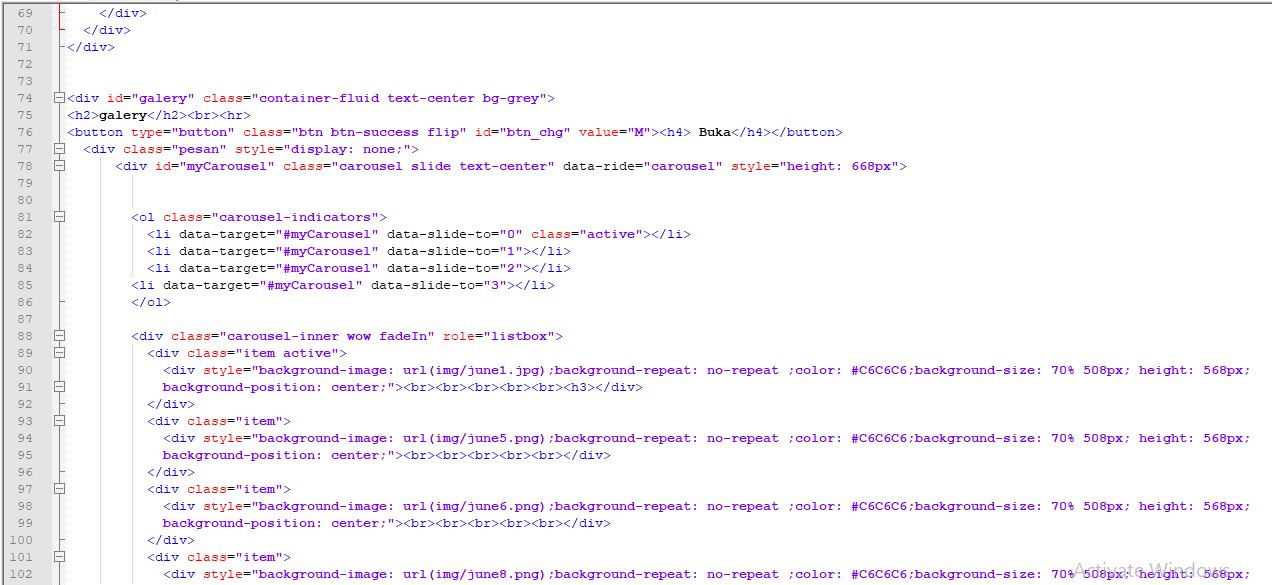 69 </div>
70 </div>
71 </div>
72
73
74 <div id="galery" class="container-fluid text-center bg-grey">
75 <h2>galery</h2><br><hr>
76 <button type="button" class="btn btn-success flip" id="btn_chg" value="M"><h4> Buka</h4></button>
77 <div class="pesan" style="display: none;">
78 <div id="myCarousel" class="carousel slide text-center" data-ride="carousel" style="height: 668px">
79
80
81 <ol class="carousel-indicators">
82 <li data-target="#myCarousel" data-slide-to="0" class="active"></li>
83 <li data-target="#myCarousel" data-slide-to="1"></li>
84 <li data-target="#myCarousel" data-slide-to="2"></li>
85 <li data-target="#myCarousel" data-slide-to="3"></li>
86 </ol>
87
88 <div class="carousel-inner wow fadeIn" role="listbox">
89 <div class="item active">
90 <div style="background-image: url(img/june1.jpg);background-repeat: no-repeat ;color: #C6C6C6;background-size: 70% 508px; height: 568px;
91 background-position: center;"><br><br><br><br><br><h3></div>
92 </div>
93 <div class="item">
94 <div style="background-image: url(img/june5.png);background-repeat: no-repeat ;color: #C6C6C6;background-size: 70% 508px; height: 568px;
95 background-position: center;"><br><br><br><br><br></div>
96 </div>
97 <div class="item">
98 <div style="background-image: url(img/june6.png);background-repeat: no-repeat ;color: #C6C6C6;background-size: 70% 508px; height: 568px;
99 background-position: center;"><br><br><br><br><br></div>
100 </div>
101 <div class="item">
102 <div style="background-image: url(img/june8.png);background-repeat: no-repeat ;color: #C6C6C6;background-size: 70% 508px; height: 568px;
Activate Windows